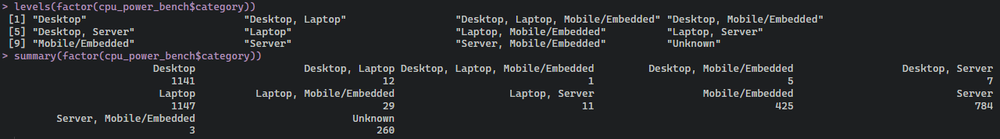 > levels(factor(cpu_power_bench$category))
 [1] "Desktop"                          "Desktop, Laptop"                  "Desktop, Laptop, Mobile/Embedded" "Desktop, Mobile/Embedded"
 [5] "Desktop, Server"                  "Laptop"                           "Laptop, Mobile/Embedded"          "Laptop, Server"
 [9] "Mobile/Embedded"                  "Server"                           "Server, Mobile/Embedded"          "Unknown"
> summary(factor(cpu_power_bench$category))
                         Desktop                  Desktop, Laptop Desktop, Laptop, Mobile/Embedded         Desktop, Mobile/Embedded                  Desktop, Server
                            1141                               12                                1                                5                                7
                          Laptop          Laptop, Mobile/Embedded                   Laptop, Server                  Mobile/Embedded                           Server
                            1147                               29                               11                              425                              784
         Server, Mobile/Embedded                          Unknown
                               3                              260